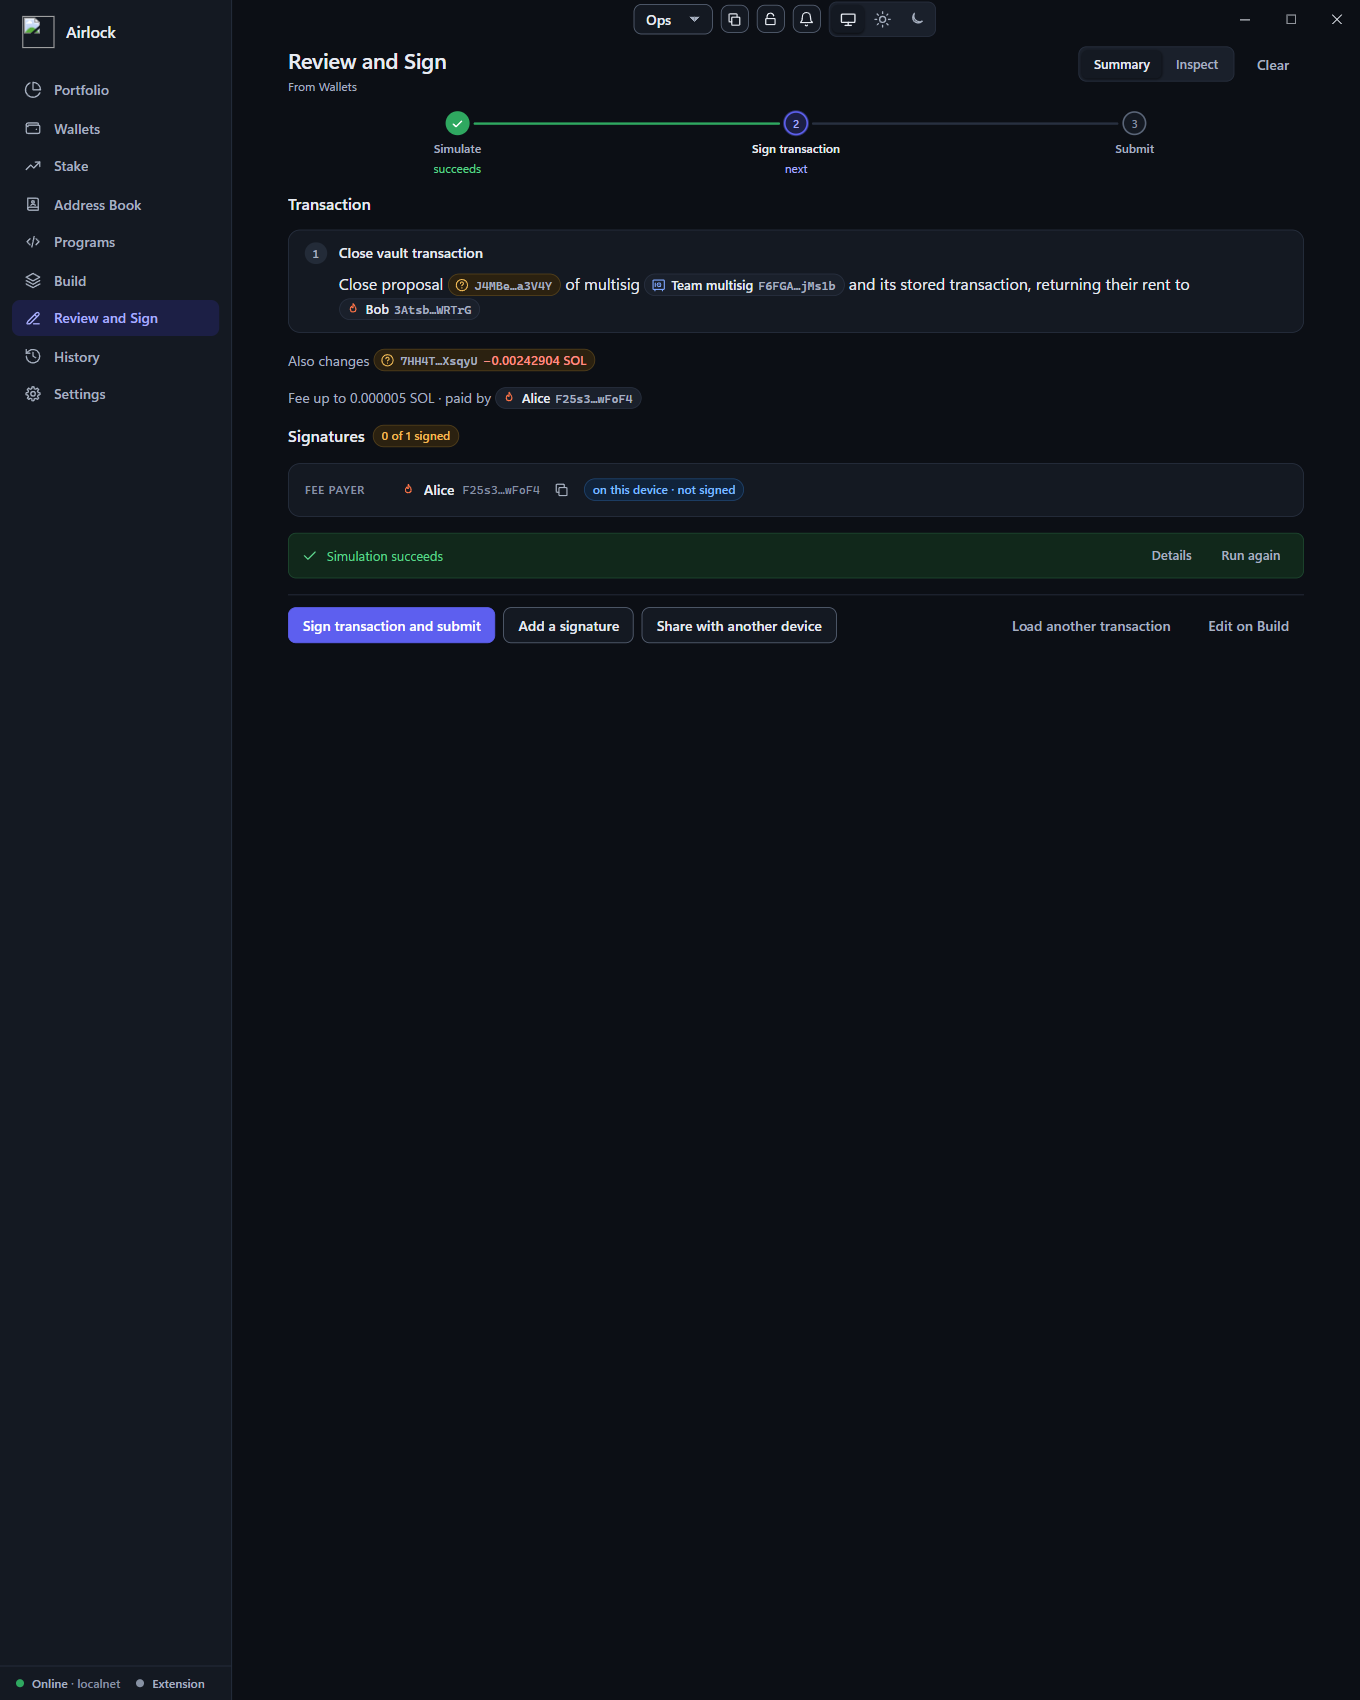 Airlock
Ops
Portfolio
Wallets
Stake
Address Book
Programs
Build
Review and Sign
History
Settings
Review and Sign
From Wallets
Summary
Inspect
Clear
2
3
Simulate
Sign transaction
Submit
succeeds
next
Transaction
1 Close vault transaction
Close proposal J4MBe…a3V4Y of multisig Team multisig F6FGA…jMs1b and its stored transaction, returning their rent to
Bob 3Atsb…WRTrG
Also changes 7HH4T…XsqyU −0.00242904 SOL
Fee up to 0.000005 SOL · paid by Alice F25s3…wFoF4
Signatures 0 of 1 signed
FEE PAYER Alice F25s3…wFoF4 on this device · not signed
Simulation succeeds Details Run again
Sign transaction and submit Add a signature Share with another device Load another transaction Edit on Build
Online · localnet Extension